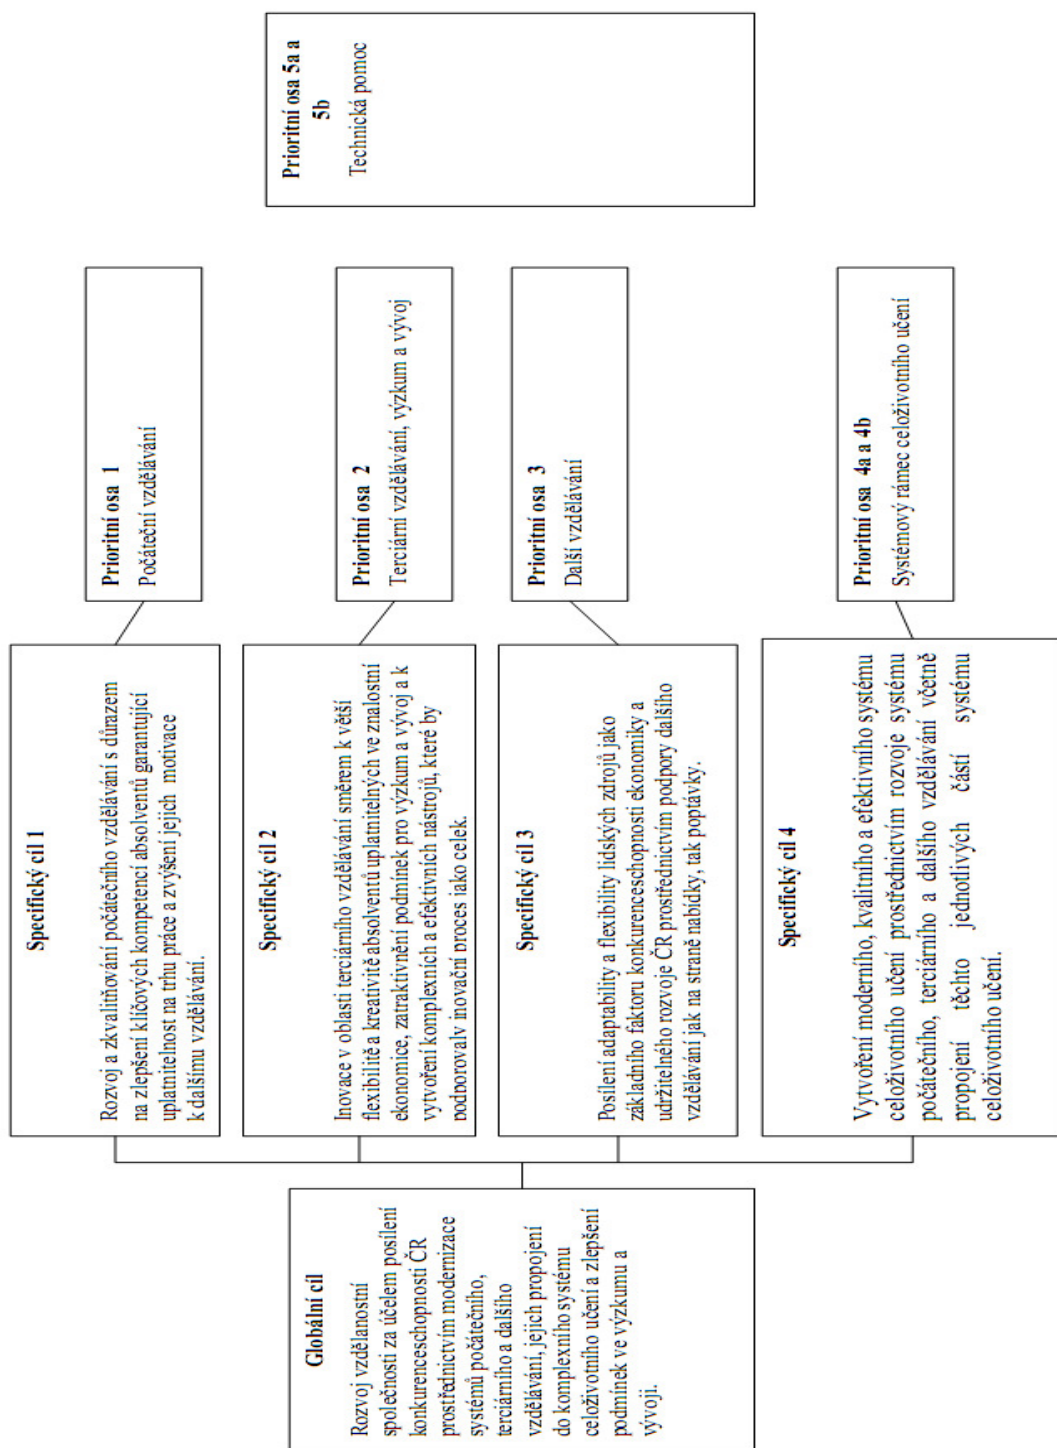 Globální cíl
Rozvoj vzdělanostní
společnosti za účelem posílení
konkurenceschopnosti ČR
prostřednictvím modernizace
systémů počátečního,
terciárního a dalšího
vzdělávání, jejich propojení
do komplexního systému
celoživotního učení a zlepšení
podmínek ve výzkumu a
vývoji.
Specifický cíl 1
Rozvoj a zkvalitňování počátečního vzdělávání s důrazem
na zlepšení klíčových kompetencí absolventů garantující
uplatnitelnost na trhu práce a zvýšení jejich motivace
k dalšímu vzdělávání.
Specifický cíl 2
Inovace v oblasti terciárního vzdělávání směrem k větší
flexibilitě a kreativitě absolventů uplatnitelných ve znalostní
ekonomice, zatraktivnění podmínek pro výzkum a vývoj a k
vytvoření komplexních a efektivních nástrojů, které by
podporovaly inovační proces jako celek.
Specifický cíl 3
Posílení adaptability a flexibility lidských zdrojů jako
základního faktoru konkurenceschopnosti ekonomiky a
udržitelného rozvoje ČR prostřednictvím podpory dalšího
vzdělávání jak na straně nabídky, tak poptávky.
Specifický cíl 4
Vytvoření moderního, kvalitního a efektivního systému
celoživotního učení prostřednictvím rozvoje systému
počátečního, terciárního a dalšího vzdělávání včetně
propojení těchto jednotlivých částí systému
celoživotního učení.
Prioritní osa 1
Počáteční vzdělávání
Prioritní osa 2
Terciární vzdělávání, výzkum a vývoj
Prioritní osa 3
Další vzdělávání
Prioritní osa 4a a 4b
Systémový rámec celoživotního učení
Prioritní osa 5a a
5b
Technická pomoc